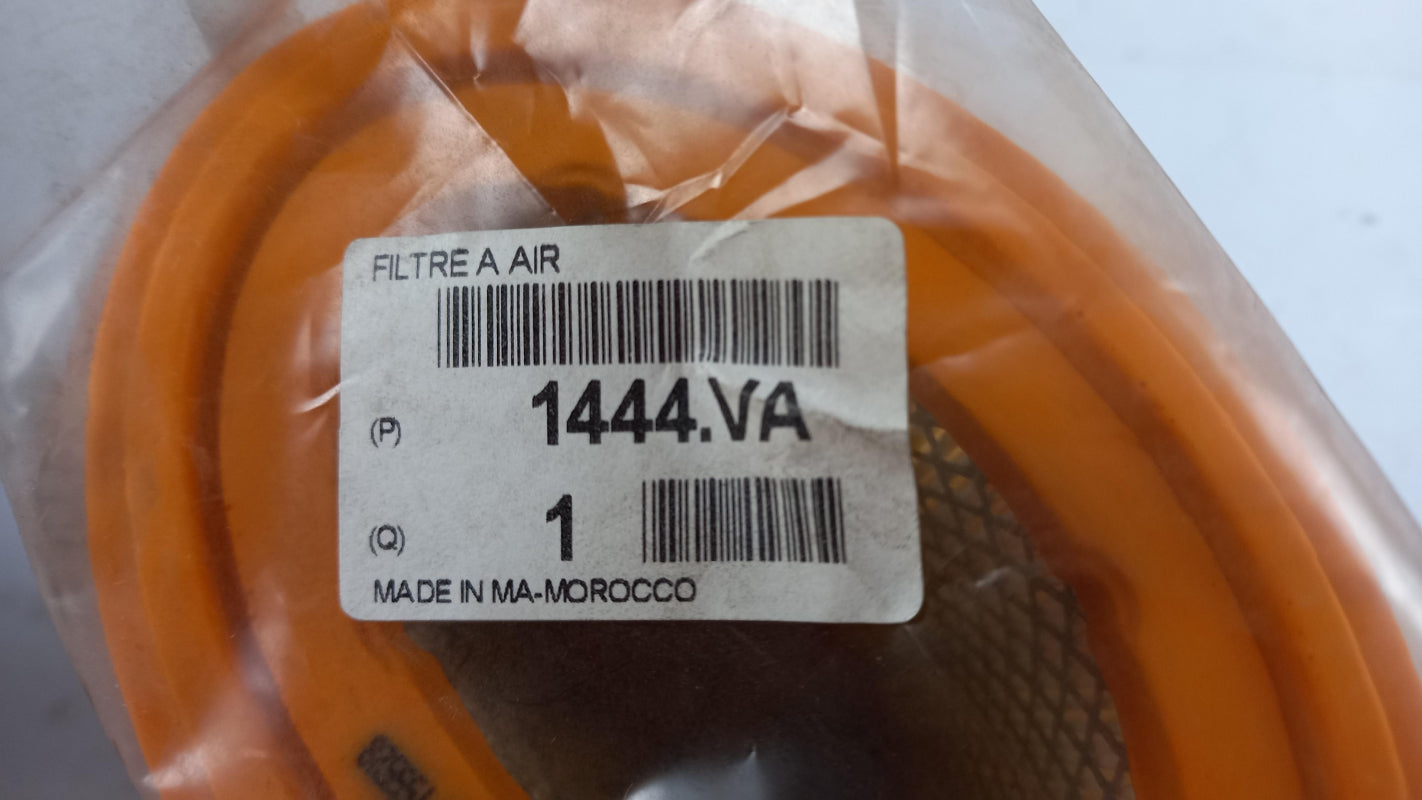 FILTRE A AIR
(P) 1444.VA
(Q) 1
MADE IN MA-MOROCCO